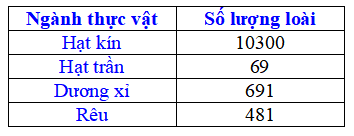 Ngành thực vật Số lượng loài
Hạt kín 10300
Hạt trần 69
Dương xỉ 691
Rêu 481